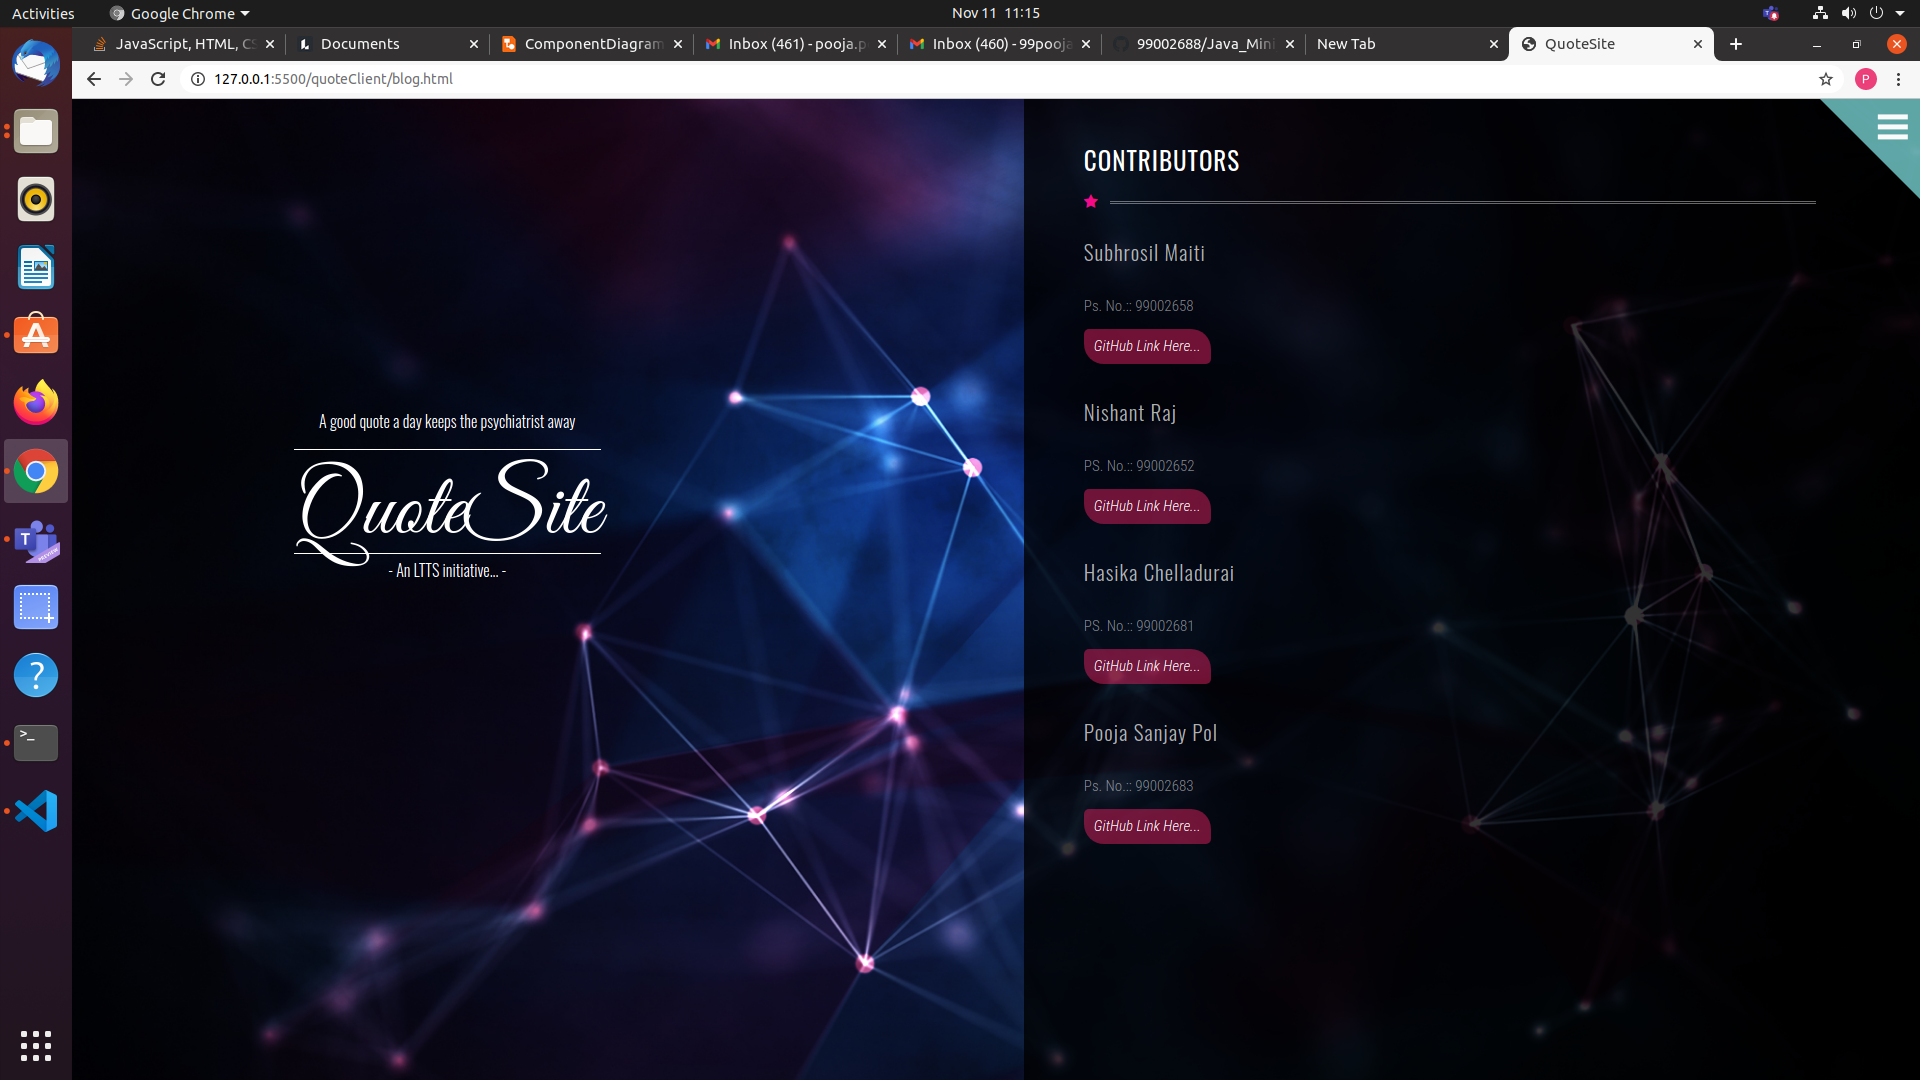 Activities
Google Chrome
Nov 11 11:15
JavaScript, HTML, CS
Documents
ComponentDiagram
Inbox (461) - pooja.p
Inbox (460) - 99pooja
99002688/Java_Mini
New Tab
QuoteSite
127.0.0.1:5500/quoteClient/blog.html
P
A good quote a day keeps the psychiatrist away
QuoteSite
- An LTTS initiative... -
CONTRIBUTORS
Subhrosil Maiti
Ps. No.:: 99002658
GitHub Link Here...
Nishant Raj
PS. No.:: 99002652
GitHub Link Here...
Hasika Chelladurai
PS. No.:: 99002681
GitHub Link Here...
Pooja Sanjay Pol
Ps. No.:: 99002683
GitHub Link Here...